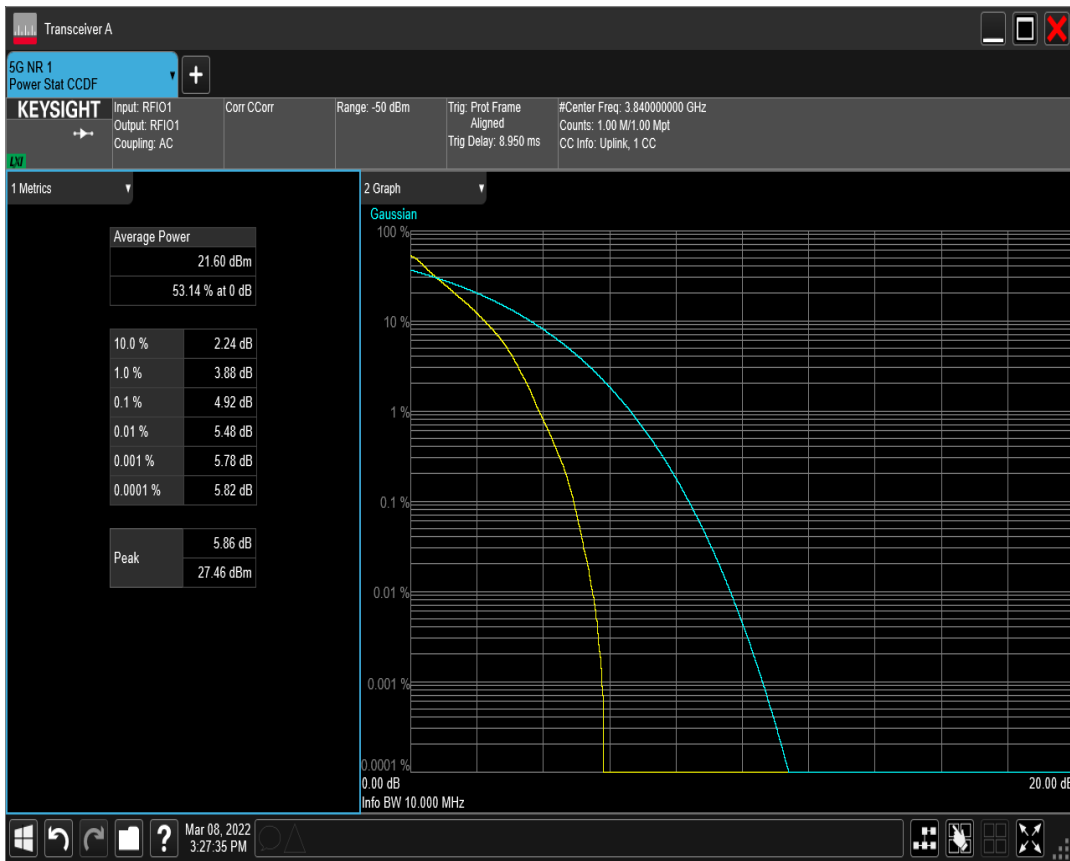 Transceiver A
5G NR 1
Power Stat CCDF
+
KEYSIGHT
LXI
Input: RFIO1
Output: RFIO1
Coupling: AC
Corr CCorr
Range: -50 dBm
Trig: Prot Frame
Aligned
Trig Delay: 8.950 ms
#Center Freq: 3.840000000 GHz
Counts: 1.00 M/1.00 Mpt
CC Info: Uplink, 1 CC
1 Metrics
Average Power
21.60 dBm
53.14 % at 0 dB
10.0 % 2.24 dB
1.0 % 3.88 dB
0.1 % 4.92 dB
0.01 % 5.48 dB
0.001 % 5.78 dB
0.0001 % 5.82 dB
Peak
5.86 dB
27.46 dBm
2 Graph
Gaussian
100 %
10 %
1 %
0.1 %
0.01 %
0.001 %
0.0001 %
0.00 dB 20.00 dB
Info BW 10.000 MHz
?
Mar 08, 2022
3:27:35 PM